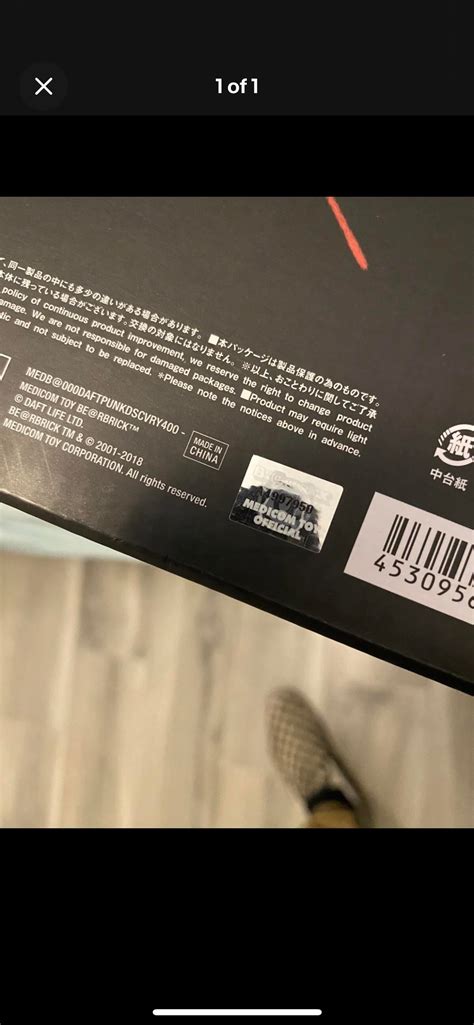 1 of 1
同一製品の中にも多少の違いがある場合があります。■本パッケージは製品保護の為のものです。
本体に残っている場合がございます。交換の対象にはなりません。※以上、おことわりに関してご了承
policy of continuous product improvement, we reserve the right to change product
amage. We are not responsible for damaged packages. ■Product may require light
tic and not subject to be replaced. *Please note the notices above in advance.
MEDB@000DAFTPUNKDSCVRY400 -
MEDICOM TOY BE@RBRICK™
© DAFT LIFE LTD.
BE@RBRICK TM & © 2001-2018
MEDICOM TOY CORPORATION. All rights reserved.
MADE IN
CHINA
MEDICOM TOY
OFFICIAL
紙
中台紙
4530956